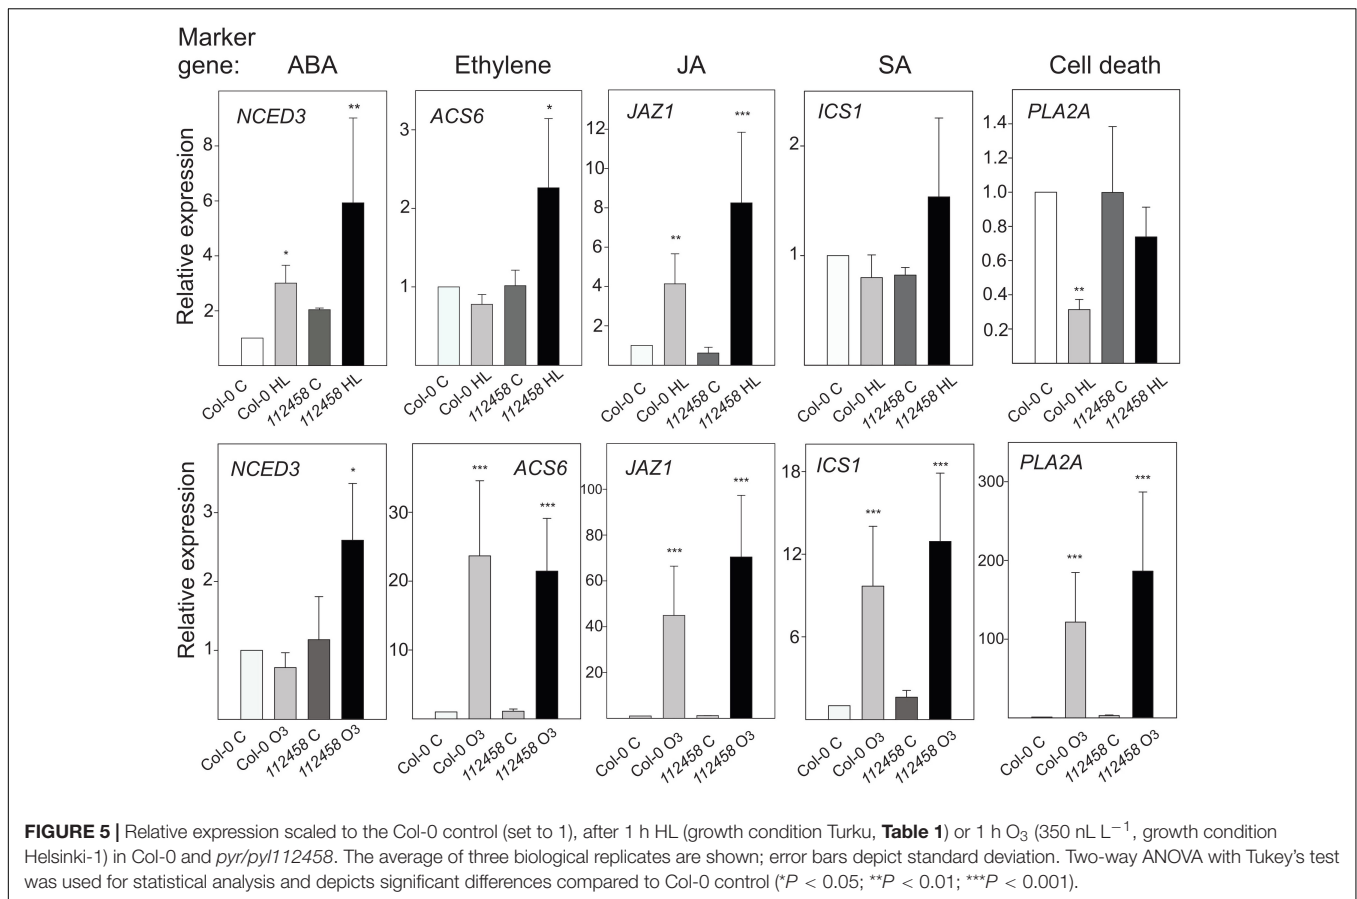 Marker
gene: ABA Ethylene JA SA Cell death
NCED3 ACS6 JAZ1 ICS1 PLA2A
Relative expression
8
6
4
2
* **
Col-0 C Col-0 HL 112458 C 112458 HL
3
2
1
*
Col-0 C Col-0 HL 112458 C 112458 HL
12
10
8
6
4
2
** ***
Col-0 C Col-0 HL 112458 C 112458 HL
2
1
Col-0 C Col-0 HL 112458 C 112458 HL
1.4
1.2
1.0
0.8
0.6
0.4
0.2
**
Col-0 C Col-0 HL 112458 C 112458 HL
NCED3 ACS6 JAZ1 ICS1 PLA2A
Relative expression
3
2
1
*
Col-0 C Col-0 O3 112458 C 112458 O3
30
20
10
*** ***
Col-0 C Col-0 O3 112458 C 112458 O3
100
80
60
40
20
*** ***
Col-0 C Col-0 O3 112458 C 112458 O3
18
12
6
*** ***
Col-0 C Col-0 O3 112458 C 112458 O3
300
200
100
*** ***
Col-0 C Col-0 O3 112458 C 112458 O3
FIGURE 5 | Relative expression scaled to the Col-0 control (set to 1), after 1 h HL (growth condition Turku, Table 1) or 1 h O3 (350 nL L−1, growth condition
Helsinki-1) in Col-0 and pyr/pyl112458. The average of three biological replicates are shown; error bars depict standard deviation. Two-way ANOVA with Tukey's test
was used for statistical analysis and depicts significant differences compared to Col-0 control (*P < 0.05; **P < 0.01; ***P < 0.001).